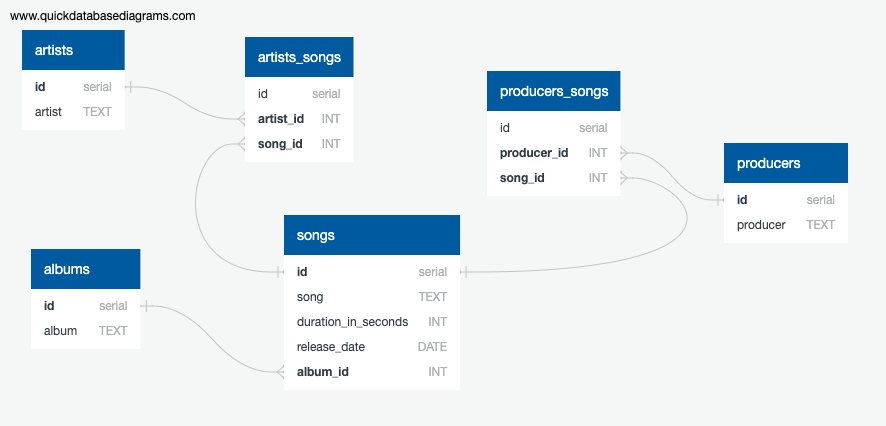 www.quickdatabasediagrams.com
artists
id serial
artist TEXT
artists_songs
id serial
artist_id INT
song_id INT
producers_songs
id serial
producer_id INT
song_id INT
producers
id serial
producer TEXT
songs
id serial
song TEXT
duration_in_seconds INT
release_date DATE
album_id INT
albums
id serial
album TEXT